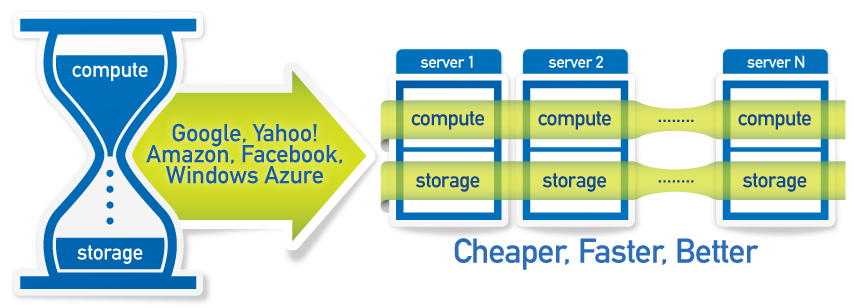 compute
storage
Google, Yahoo!
Amazon, Facebook,
Windows Azure
server 1
server 2
server N
compute
compute
........
compute
storage
storage
........
storage
Cheaper, Faster, Better